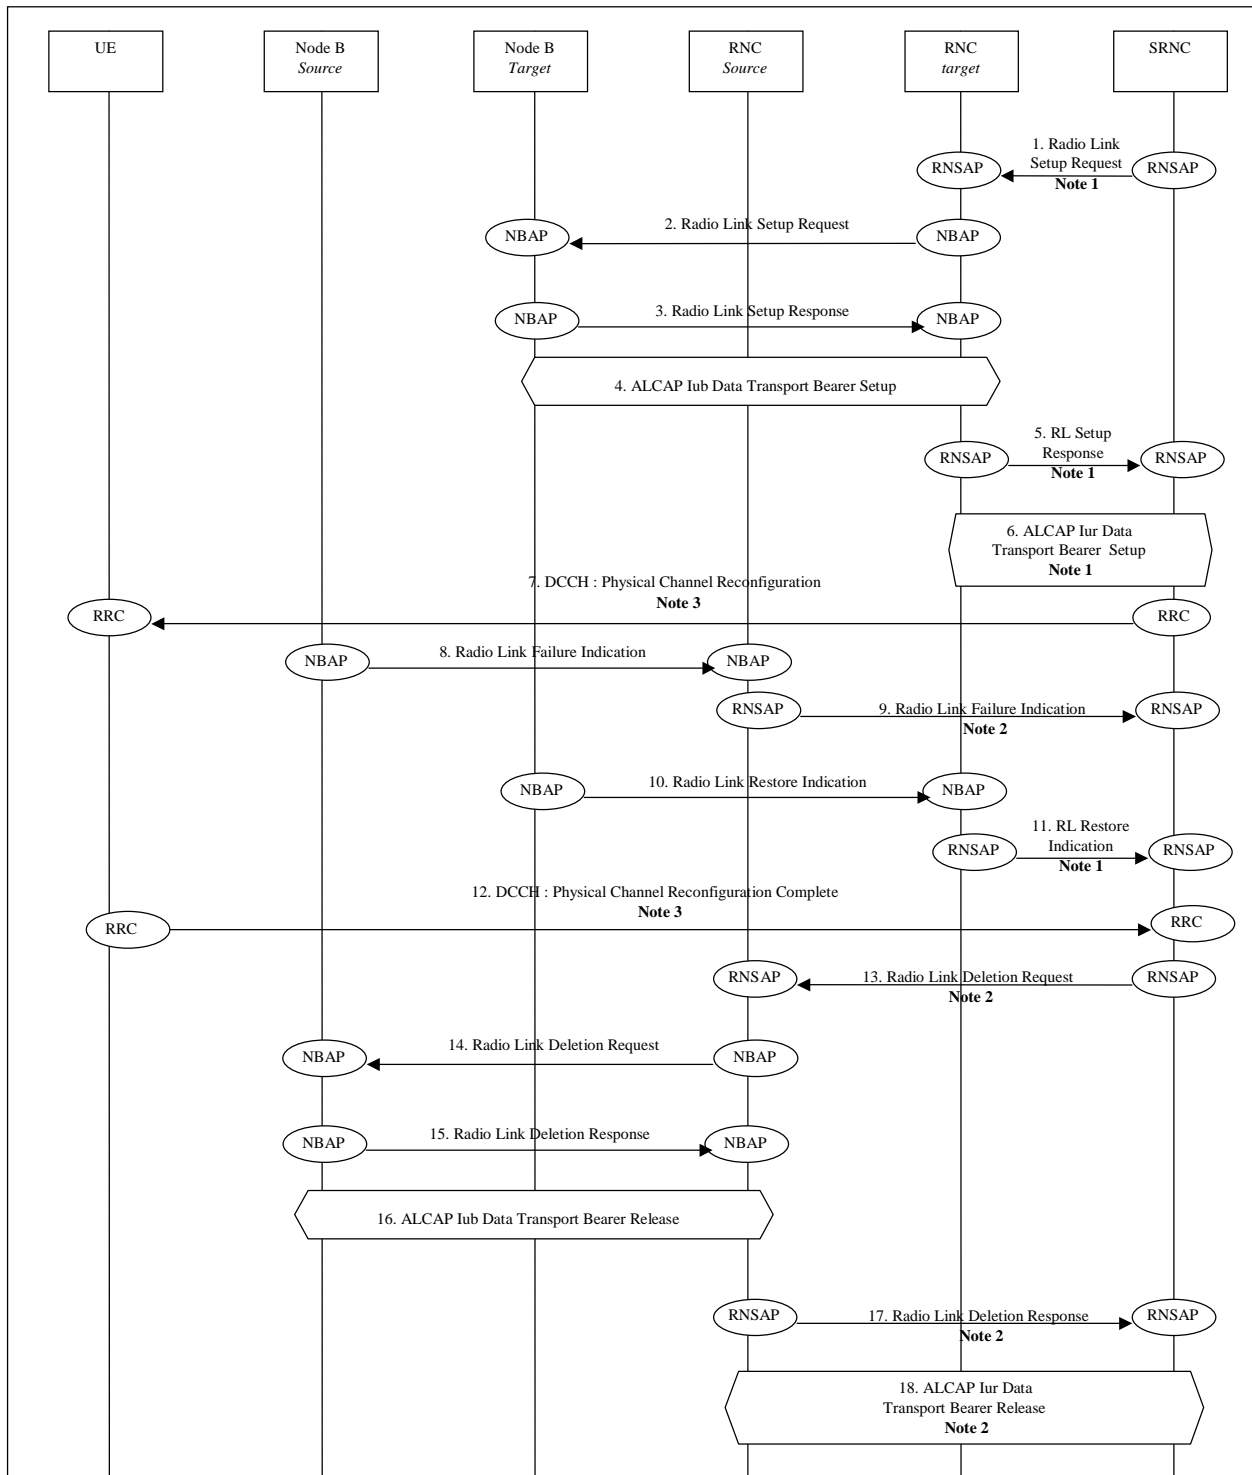 UE
Node B
Source
Node B
Target
RNC
Source
RNC
target
SRNC
1. Radio Link
Setup Request
Note 1
RNSAP
RNSAP
2. Radio Link Setup Request
NBAP
NBAP
3. Radio Link Setup Response
NBAP
NBAP
4. ALCAP Iub Data Transport Bearer Setup
5. RL Setup
Response
Note 1
RNSAP
RNSAP
6. ALCAP Iur Data
Transport Bearer Setup
Note 1
7. DCCH : Physical Channel Reconfiguration
Note 3
RRC
RRC
8. Radio Link Failure Indication
NBAP
NBAP
9. Radio Link Failure Indication
Note 2
RNSAP
RNSAP
10. Radio Link Restore Indication
NBAP
NBAP
11. RL Restore
Indication
Note 1
RNSAP
RNSAP
12. DCCH : Physical Channel Reconfiguration Complete
Note 3
RRC
RRC
13. Radio Link Deletion Request
Note 2
RNSAP
RNSAP
14. Radio Link Deletion Request
NBAP
NBAP
15. Radio Link Deletion Response
NBAP
NBAP
16. ALCAP Iub Data Transport Bearer Release
17. Radio Link Deletion Response
Note 2
RNSAP
RNSAP
18. ALCAP Iur Data
Transport Bearer Release
Note 2